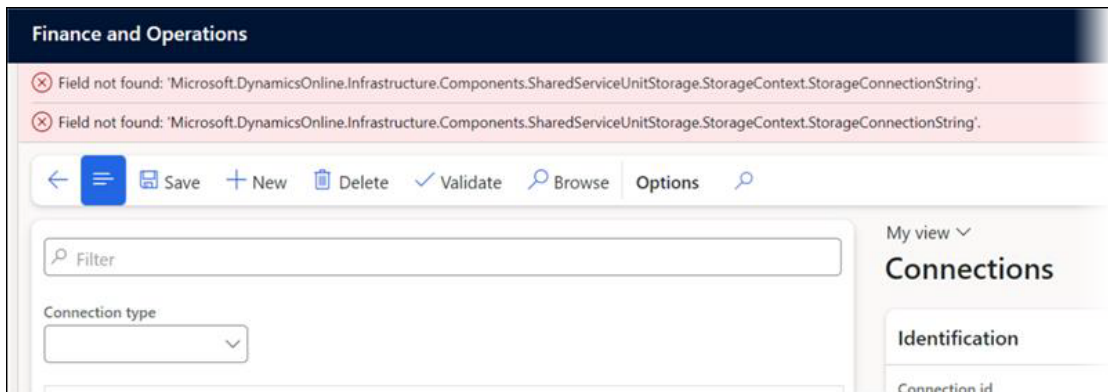 Finance and Operations
Field not found: 'Microsoft.DynamicsOnline.Infrastructure.Components.SharedServiceUnitStorage.StorageContext.StorageConnectionString'.
Field not found: 'Microsoft.DynamicsOnline.Infrastructure.Components.SharedServiceUnitStorage.StorageContext.StorageConnectionString'.
Save New Delete Validate Browse Options
My view
Filter
Connections
Connection type
Identification
Connection id